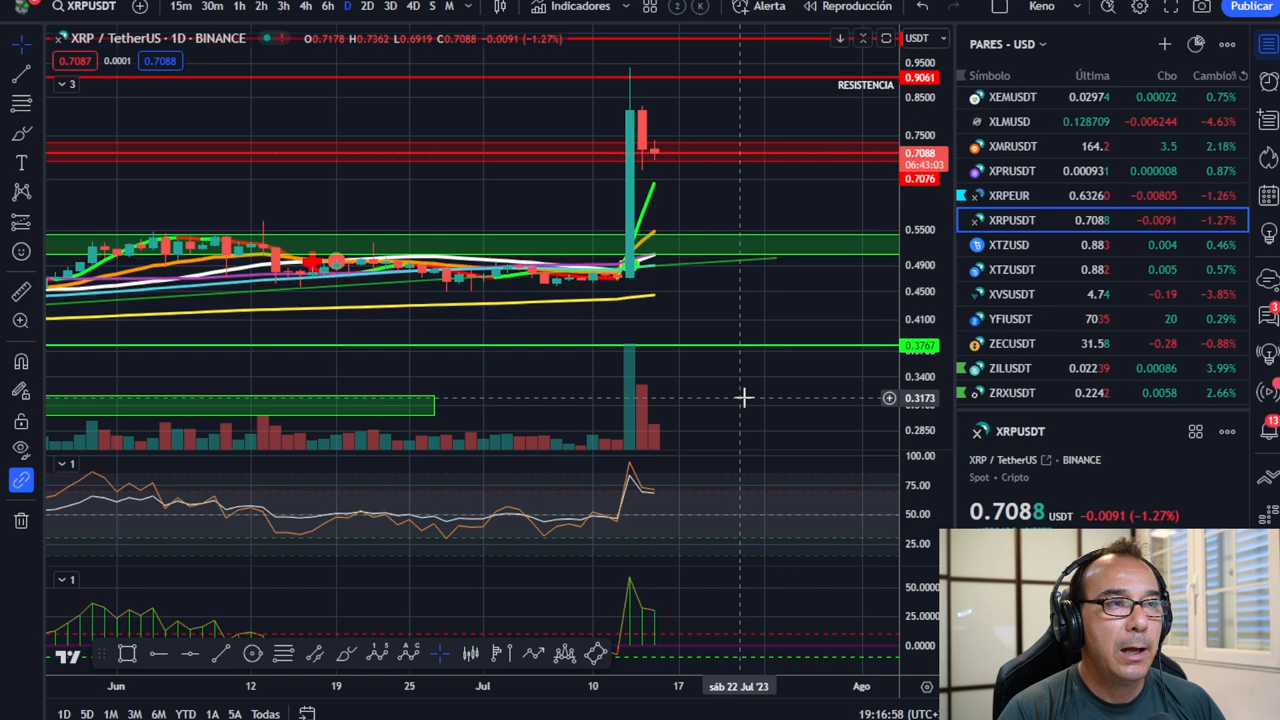 XRPUSDT 15m 30m 1h 2h 3h 4h 6h D 2D 3D 4D S M Indicadores 2 K Alerta Reproducción Keno Publicar
XRP / TetherUS · 1D · BINANCE O0.7178 H0.7362 L0.6919 C0.7088 −0.0091 (−1.27%) USDT
0.7087 0.0001 0.7088
3
RESISTENCIA
0.9500
0.9061
0.8500
0.7500
0.7088
06:43:03
0.7076
0.5500
0.4900
0.4500
0.4100
0.3767
0.3400
0.3173
0.2850
1
100.00
75.00
50.00
25.00
1
50.0000
25.0000
0.0000
Jun 12 19 25 Jul 10 17 sáb 22 Jul '23 Ago
1D 5D 1M 3M 6M YTD 1A 5A Todas 19:16:58 (UTC+
PARES - USD
Símbolo Última Cbo Cambio%
XEMUSDT 0.02974 0.00022 0.75%
XLMUSD 0.128709 −0.006244 −4.63%
XMRUSDT 164.2 3.5 2.18%
XPRUSDT 0.000931 0.000008 0.87%
XRPEUR 0.63260 −0.00805 −1.26%
XRPUSDT 0.7088 −0.0091 −1.27%
XTZUSD 0.883 0.004 0.46%
XTZUSDT 0.882 0.005 0.57%
XVSUSDT 4.74 −0.19 −3.85%
YFIUSDT 7035 20 0.29%
ZECUSDT 31.58 −0.28 −0.88%
ZILUSDT 0.02239 0.00086 3.99%
ZRXUSDT 0.2242 0.0058 2.66%
3
13
XRPUSDT
XRP / TetherUS BINANCE
Spot · Cripto
0.7088 USDT −0.0091 (−1.27%)